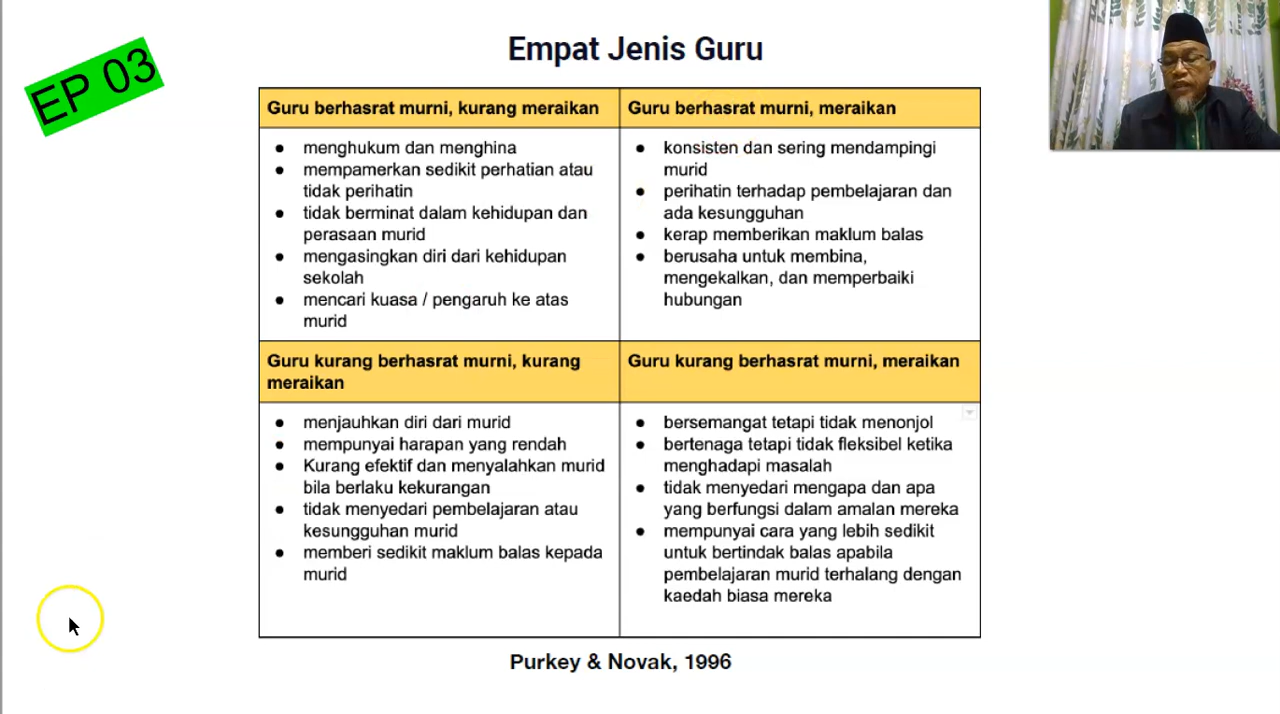 EP 03
Empat Jenis Guru
Guru berhasrat murni, kurang meraikan
● menghukum dan menghina
● mempamerkan sedikit perhatian atau
tidak perihatin
● tidak berminat dalam kehidupan dan
perasaan murid
● mengasingkan diri dari kehidupan
sekolah
● mencari kuasa / pengaruh ke atas
murid
Guru berhasrat murni, meraikan
● konsisten dan sering mendampingi
murid
● perihatin terhadap pembelajaran dan
ada kesungguhan
● kerap memberikan maklum balas
● berusaha untuk membina,
mengekalkan, dan memperbaiki
hubungan
Guru kurang berhasrat murni, kurang
meraikan
● menjauhkan diri dari murid
● mempunyai harapan yang rendah
● Kurang efektif dan menyalahkan murid
bila berlaku kekurangan
● tidak menyedari pembelajaran atau
kesungguhan murid
● memberi sedikit maklum balas kepada
murid
Guru kurang berhasrat murni, meraikan
● bersemangat tetapi tidak menonjol
● bertenaga tetapi tidak fleksibel ketika
menghadapi masalah
● tidak menyedari mengapa dan apa
yang berfungsi dalam amalan mereka
● mempunyai cara yang lebih sedikit
untuk bertindak balas apabila
pembelajaran murid terhalang dengan
kaedah biasa mereka
Purkey & Novak, 1996